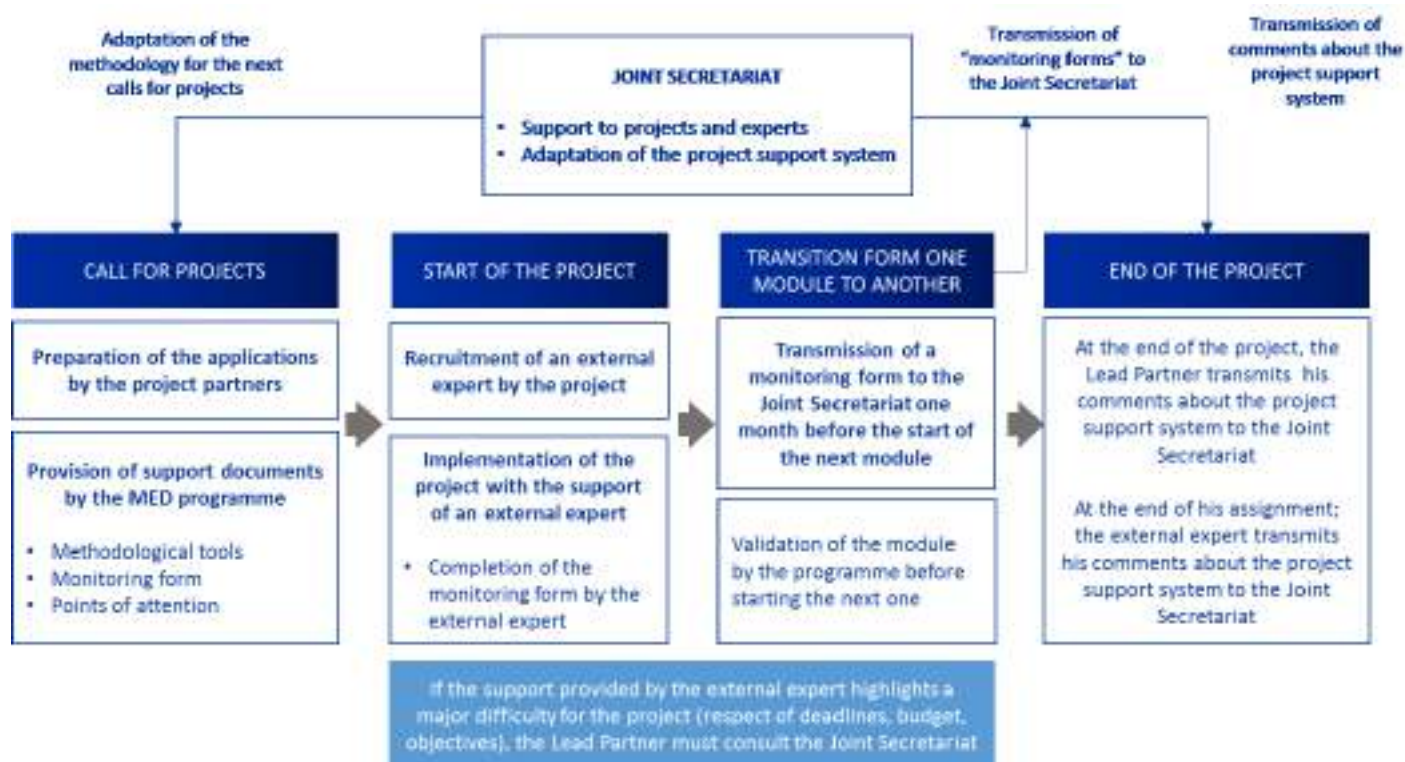 Adaptation of the
methodology for the next
calls for projects
JOINT SECRETARIAT
• Support to projects and experts
• Adaptation of the project support system
Transmission of
"monitoring forms" to
the Joint Secretariat
Transmission of
comments about the
project support
system
CALL FOR PROJECTS
Preparation of the applications
by the project partners
Provision of support documents
by the MED programme
• Methodological tools
• Monitoring form
• Points of attention
START OF THE PROJECT
Recruitment of an external
expert by the project
Implementation of the
project with the support
of an external expert
• Completion of the
monitoring form by the
external expert
TRANSITION FORM ONE
MODULE TO ANOTHER
Transmission of a
monitoring form to the
Joint Secretariat one
month before the start of
the next module
Validation of the module
by the programme before
starting the next one
END OF THE PROJECT
At the end of the project, the
Lead Partner transmits his
comments about the project
support system to the Joint
Secretariat
At the end of his assignment;
the external expert transmits
his comments about the project
support system to the Joint
Secretariat
If the support provided by the external expert highlights a
major difficulty for the project (respect of deadlines, budget,
objectives), the Lead Partner must consult the Joint Secretariat